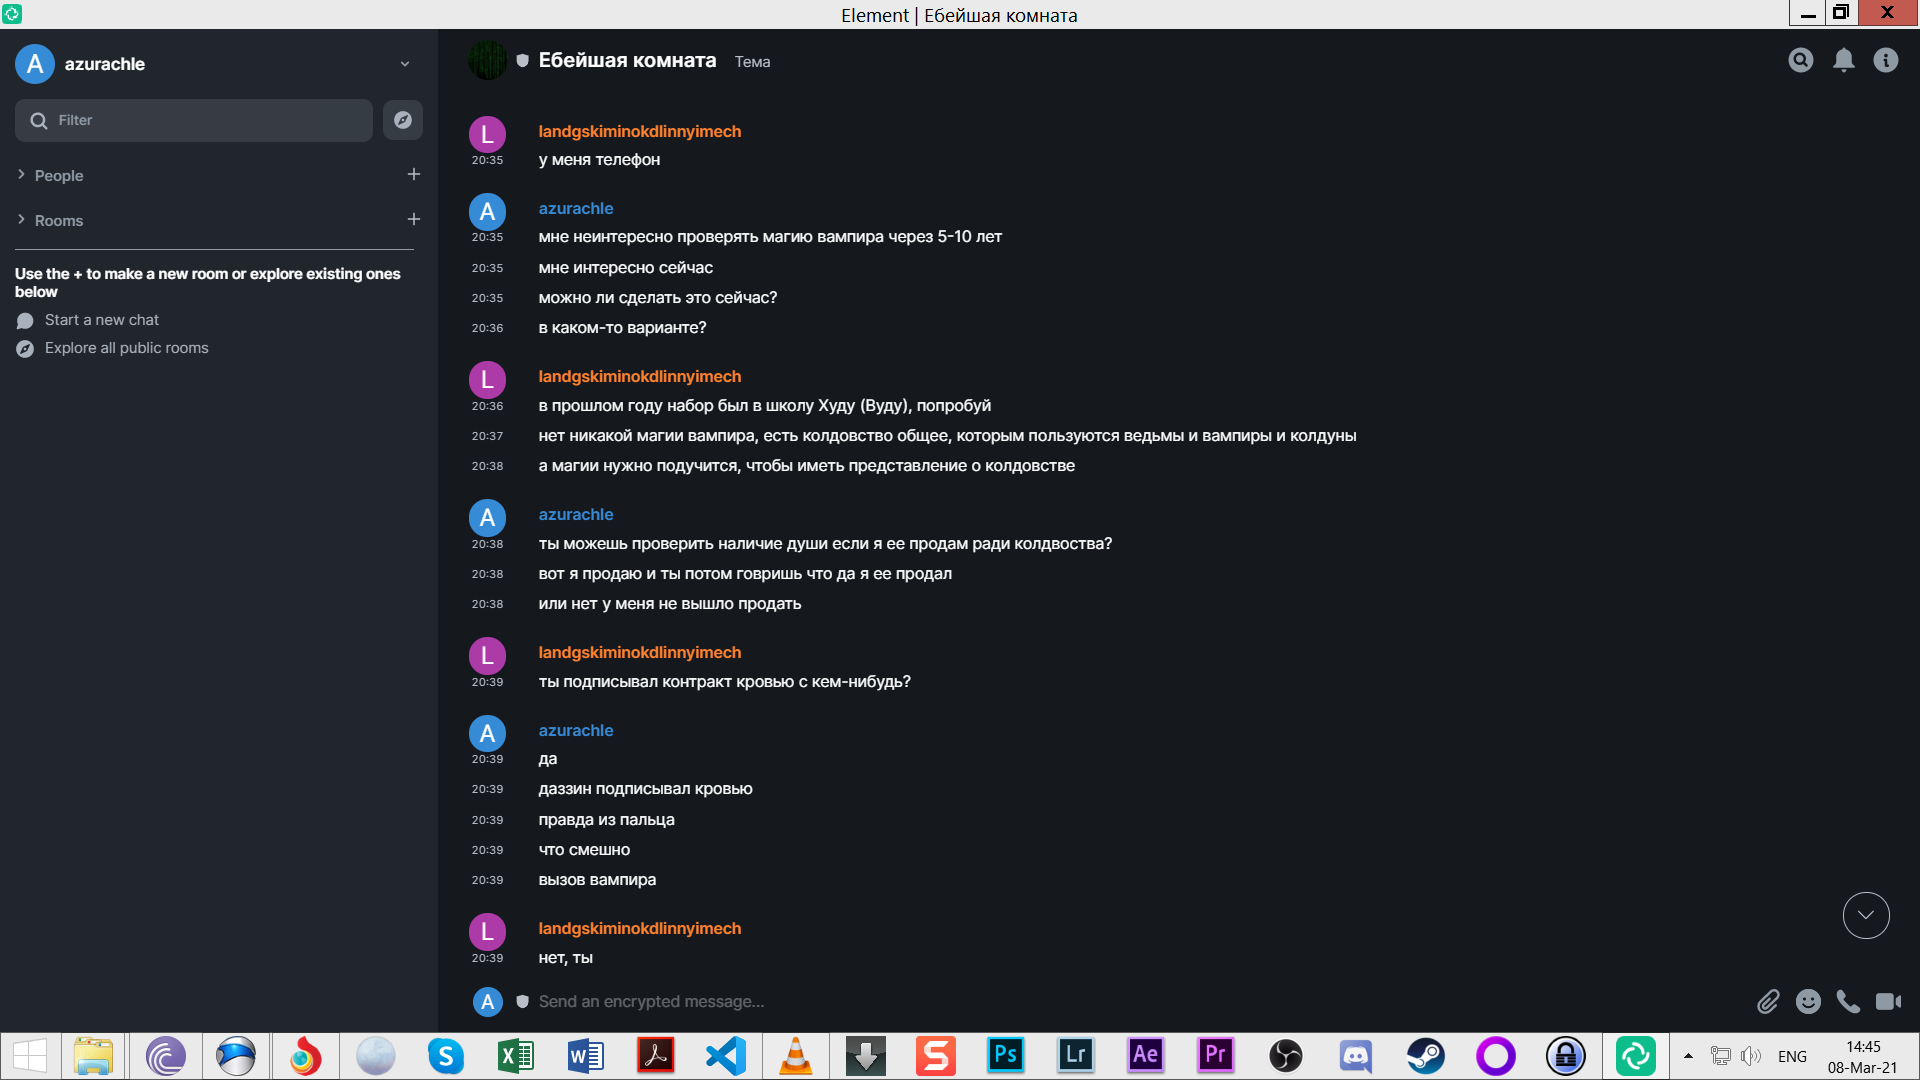 Element | Ебейшая комната
A azurachle
Filter
People
Rooms
Use the + to make a new room or explore existing ones
below
Start a new chat
Explore all public rooms
Ебейшая комната Тема
L landgskiminokdlinnyimech
20:35 у меня телефон
A azurachle
20:35 мне неинтересно проверять магию вампира через 5-10 лет
20:35 мне интересно сейчас
20:35 можно ли сделать это сейчас?
20:36 в каком-то варианте?
L landgskiminokdlinnyimech
20:36 в прошлом году набор был в школу Худу (Вуду), попробуй
20:37 нет никакой магии вампира, есть колдовство общее, которым пользуются ведьмы и вампиры и колдуны
20:38 а магии нужно подучится, чтобы иметь представление о колдовстве
A azurachle
20:38 ты можешь проверить наличие души если я ее продам ради колдвоства?
20:38 вот я продаю и ты потом говришь что да я ее продал
20:38 или нет у меня не вышло продать
L landgskiminokdlinnyimech
20:39 ты подписывал контракт кровью с кем-нибудь?
A azurachle
20:39 да
20:39 даззин подписывал кровью
20:39 правда из пальца
20:39 что смешно
20:39 вызов вампира
L landgskiminokdlinnyimech
20:39 нет, ты
A Send an encrypted message...
S Ps Lr Ae Pr
ENG
14:45
08-Mar-21